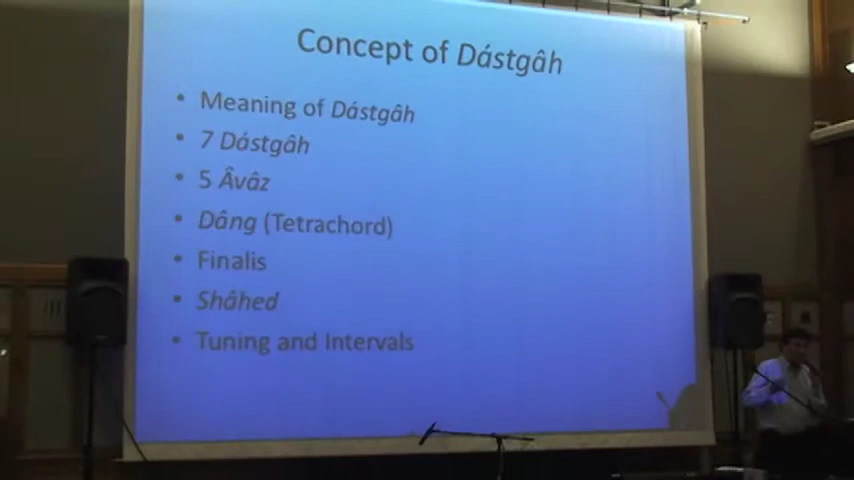 Concept of Dástgâh
• Meaning of Dástgâh
• 7 Dástgâh
• 5 Âvâz
• Dâng (Tetrachord)
• Finalis
• Shâhed
• Tuning and Intervals